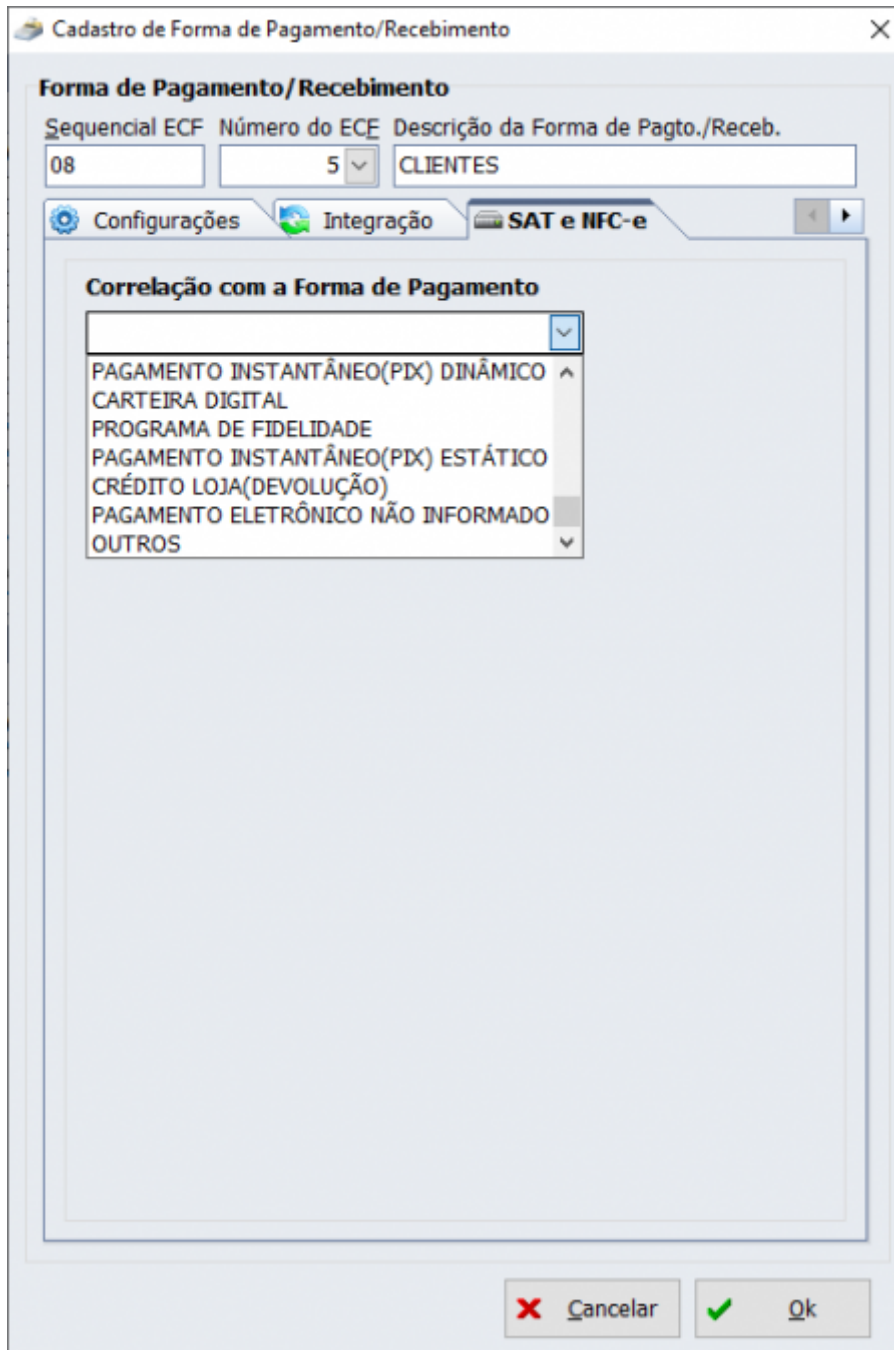 Cadastro de Forma de Pagamento/Recebimento
Forma de Pagamento/Recebimento
Sequencial ECF Número do ECF Descrição da Forma de Pagto./Receb.
08 5 CLIENTES
Configurações Integração SAT e NFC-e
Correlação com a Forma de Pagamento
PAGAMENTO INSTANTÂNEO(PIX) DINÂMICO
CARTEIRA DIGITAL
PROGRAMA DE FIDELIDADE
PAGAMENTO INSTANTÂNEO(PIX) ESTÁTICO
CRÉDITO LOJA(DEVOLUÇÃO)
PAGAMENTO ELETRÔNICO NÃO INFORMADO
OUTROS
Cancelar Ok